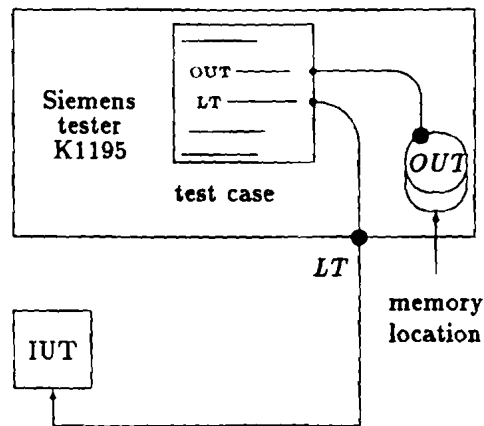 OUT
LT
Siemens
tester
K1195
OUT
test case
LT
memory
location
IUT